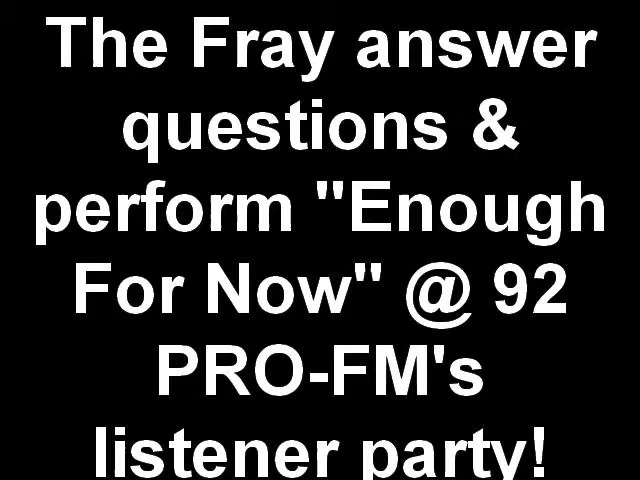 The Fray answer
questions &
perform "Enough
For Now" @ 92
PRO-FM's
listener party!